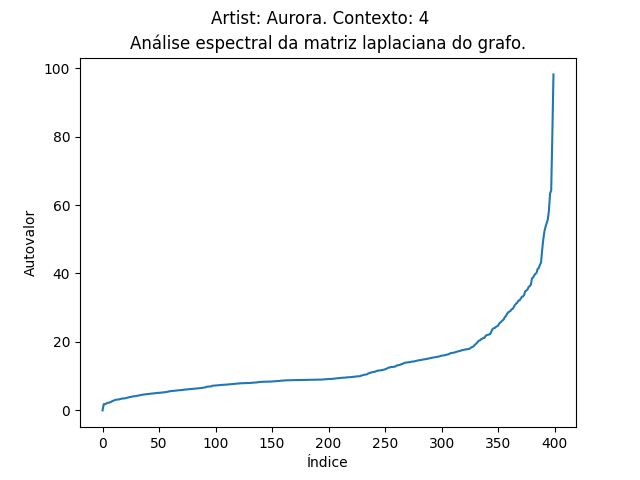 Artist: Aurora. Contexto: 4
Análise espectral da matriz laplaciana do grafo.
100
80
60
40
20
0
Autovalor
0 50 100 150 200 250 300 350 400
Índice